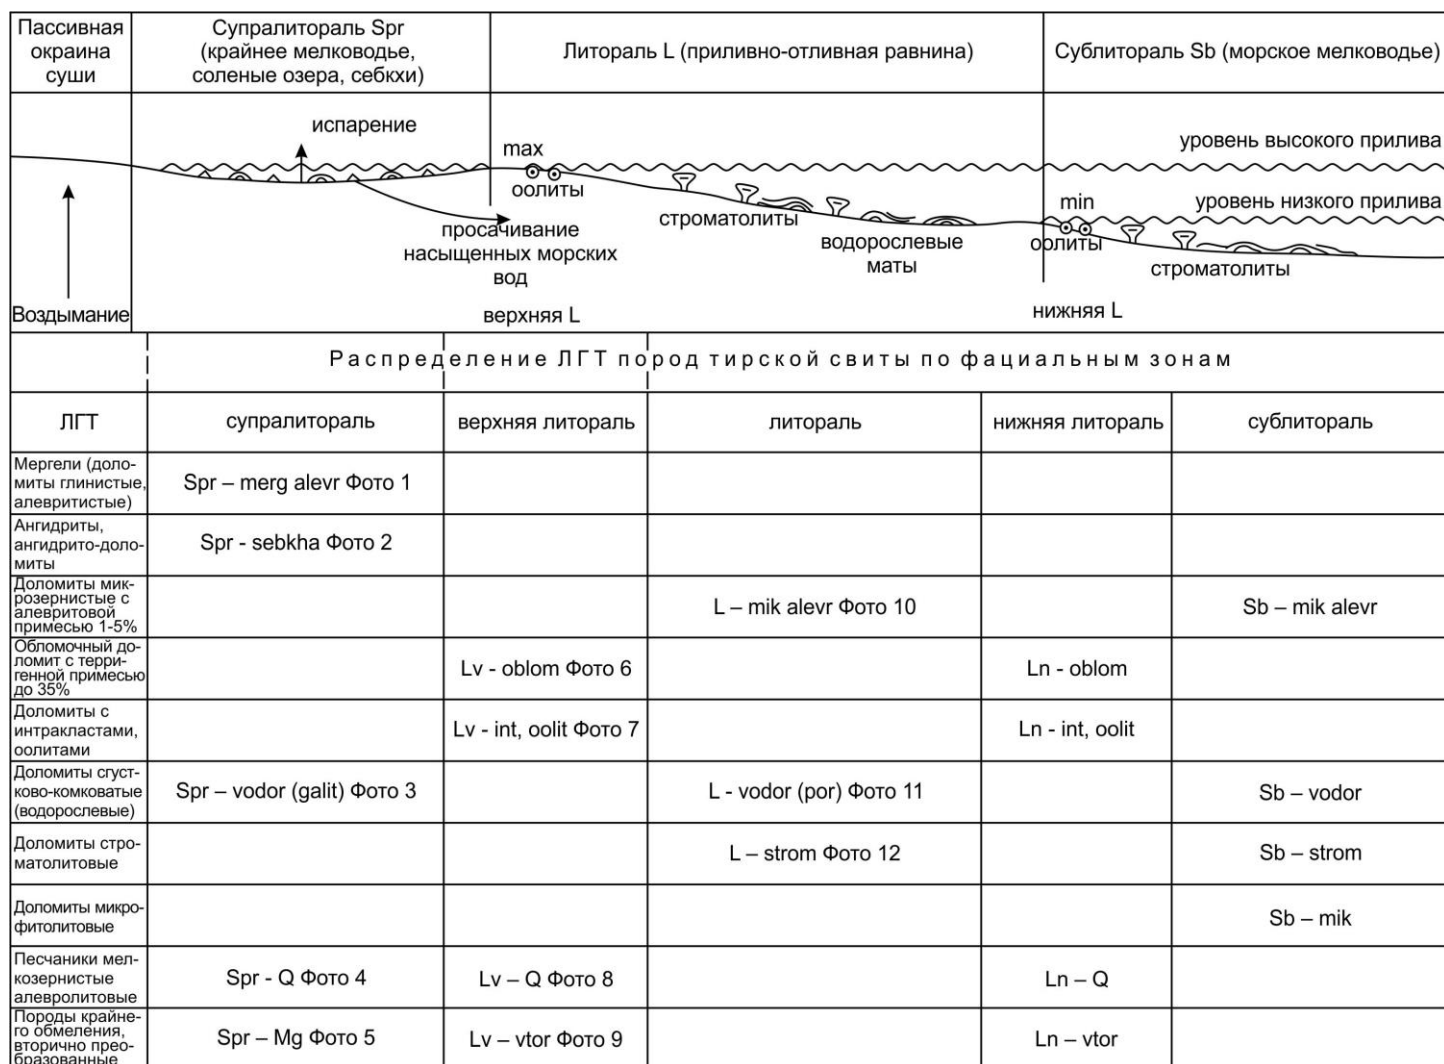 Пассивная
окраина
суши
Супралитораль Spr
(крайнее мелководье,
соленые озера, себкхи)
Литораль L (приливно-отливная равнина)
Сублитораль Sb (морское мелководье)
испарение
max
уровень высокого прилива
оолиты
строматолиты
min
уровень низкого прилива
просачивание
насыщенных морских
вод
водорослевые
маты
оолиты
строматолиты
Воздымание
верхняя L
нижняя L
Распределение ЛГТ пород тирской свиты по фациальным зонам
ЛГТ
супралитораль
верхняя литораль
литораль
нижняя литораль
сублитораль
Мергели (доло-
миты глинистые,
алевритистые)
Spr – merg alevr Фото 1
Ангидриты,
ангидрито-доло-
миты
Spr - sebkha Фото 2
Доломиты мик-
розернистые с
алевритовой
примесью 1-5%
L – mik alevr Фото 10
Sb – mik alevr
Обломочный до-
ломит с терри-
генной примесью
до 35%
Lv - oblom Фото 6
Ln - oblom
Доломиты с
интракластами,
оолитами
Lv - int, oolit Фото 7
Ln - int, oolit
Доломиты сгуст-
ково-комковатые
(водорослевые)
Spr – vodor (galit) Фото 3
L - vodor (por) Фото 11
Sb – vodor
Доломиты стро-
матолитовые
L – strom Фото 12
Sb – strom
Доломиты микро-
фитолитовые
Sb – mik
Песчаники мел-
козернистые
алевролитовые
Spr - Q Фото 4
Lv – Q Фото 8
Ln – Q
Породы крайне-
го обмеления,
вторично прео-
бразованные
Spr – Mg Фото 5
Lv – vtor Фото 9
Ln – vtor